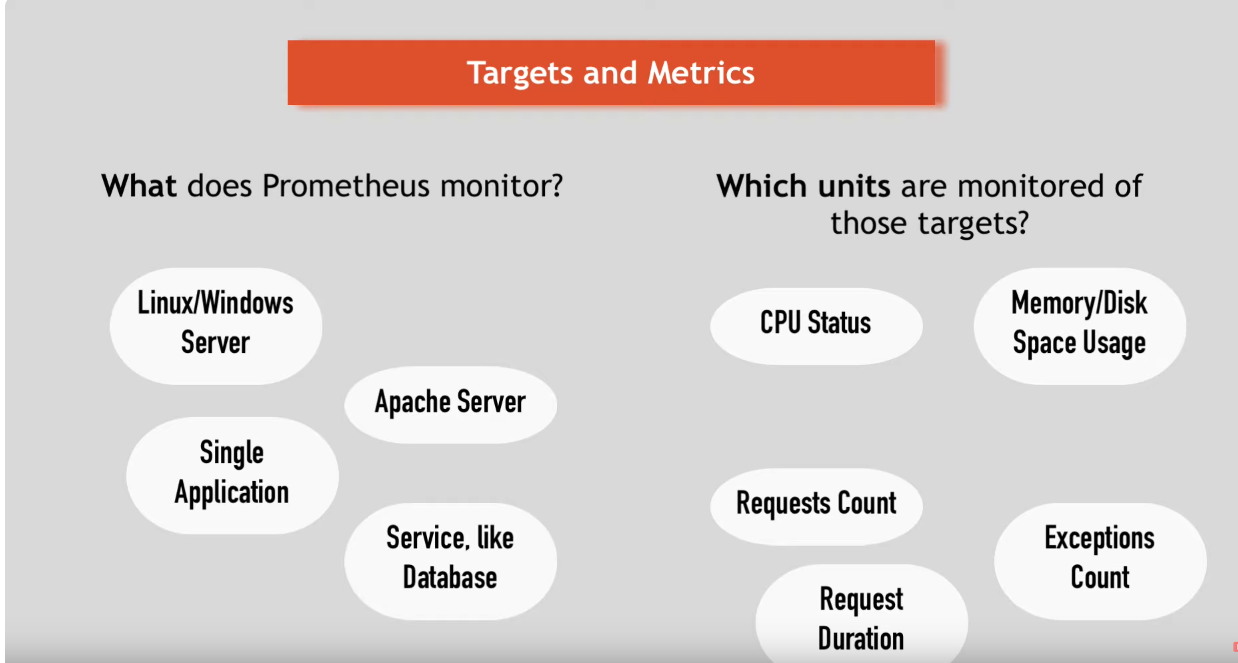 Targets and Metrics
What does Prometheus monitor?
Linux/Windows
Server
Apache Server
Single
Application
Service, like
Database
Which units are monitored of
those targets?
CPU Status
Memory/Disk
Space Usage
Requests Count
Exceptions
Count
Request
Duration